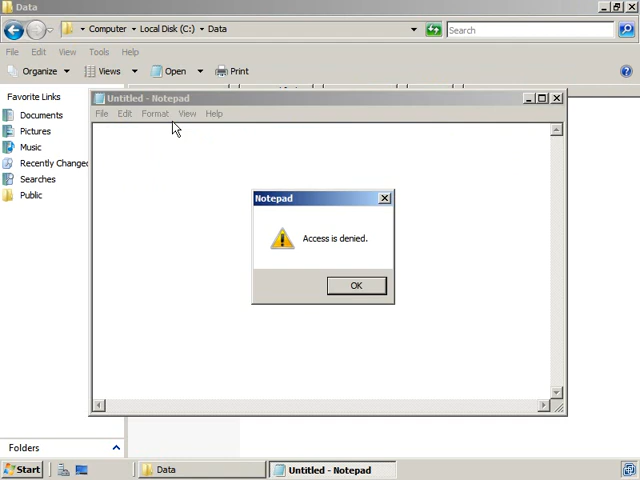 Data
Computer Local Disk (C:) Data
Search
File Edit View Tools Help
Organize Views Open Print
Favorite Links
Documents
Pictures
Music
Recently Changed
Searches
Public
Folders
Untitled - Notepad
File Edit Format View Help
Notepad
Access is denied.
OK
Start Data Untitled - Notepad